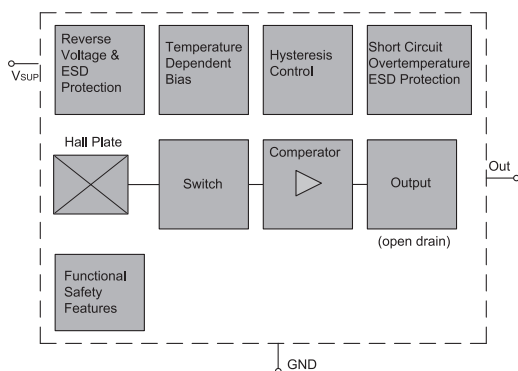 Reverse
Voltage &
ESD
Protection
Temperature
Dependent
Bias
Hysteresis
Control
Short Circuit
Overtemperature
ESD Protection
VSUP
Hall Plate
Switch
Comperator
Output
Out
(open drain)
Functional
Safety
Features
GND